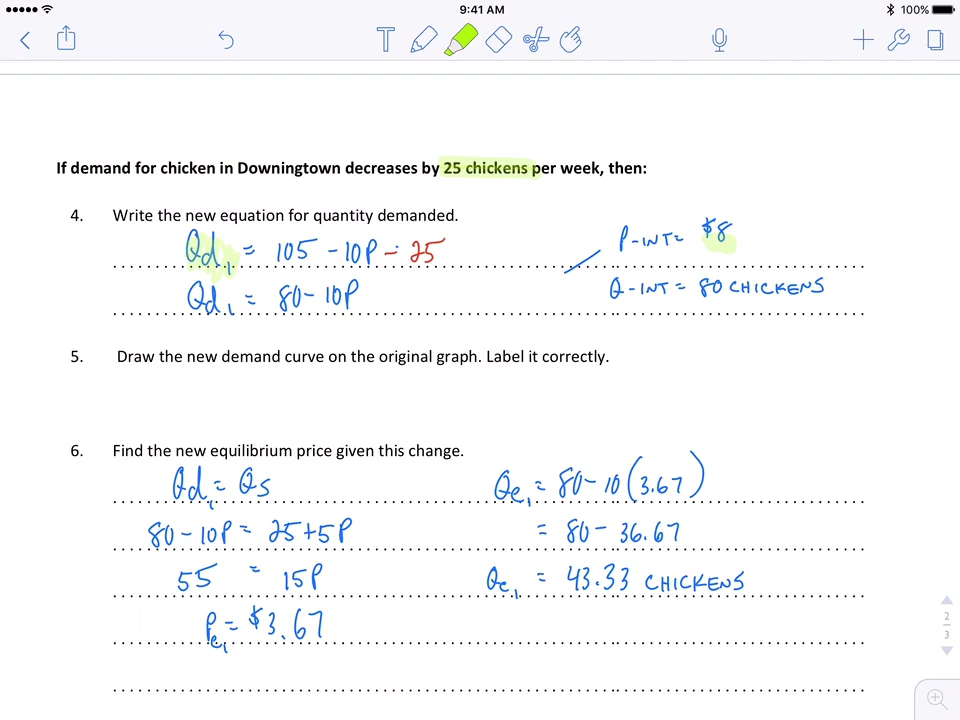 9:41 AM
100%
If demand for chicken in Downingtown decreases by 25 chickens per week, then:
4. Write the new equation for quantity demanded.
Qd₁ = 105 - 10P - 25
P-INT = $8
Qd₁ = 80 - 10P
Q-INT = 80 CHICKENS
5. Draw the new demand curve on the original graph. Label it correctly.
6. Find the new equilibrium price given this change.
Qd₁ = Qs
80 - 10P = 25 + 5P
55 = 15P
Pe₁ = $3.67
Qe₁ = 80 - 10(3.67)
= 80 - 36.67
Qe₁ = 43.33 CHICKENS
2
3